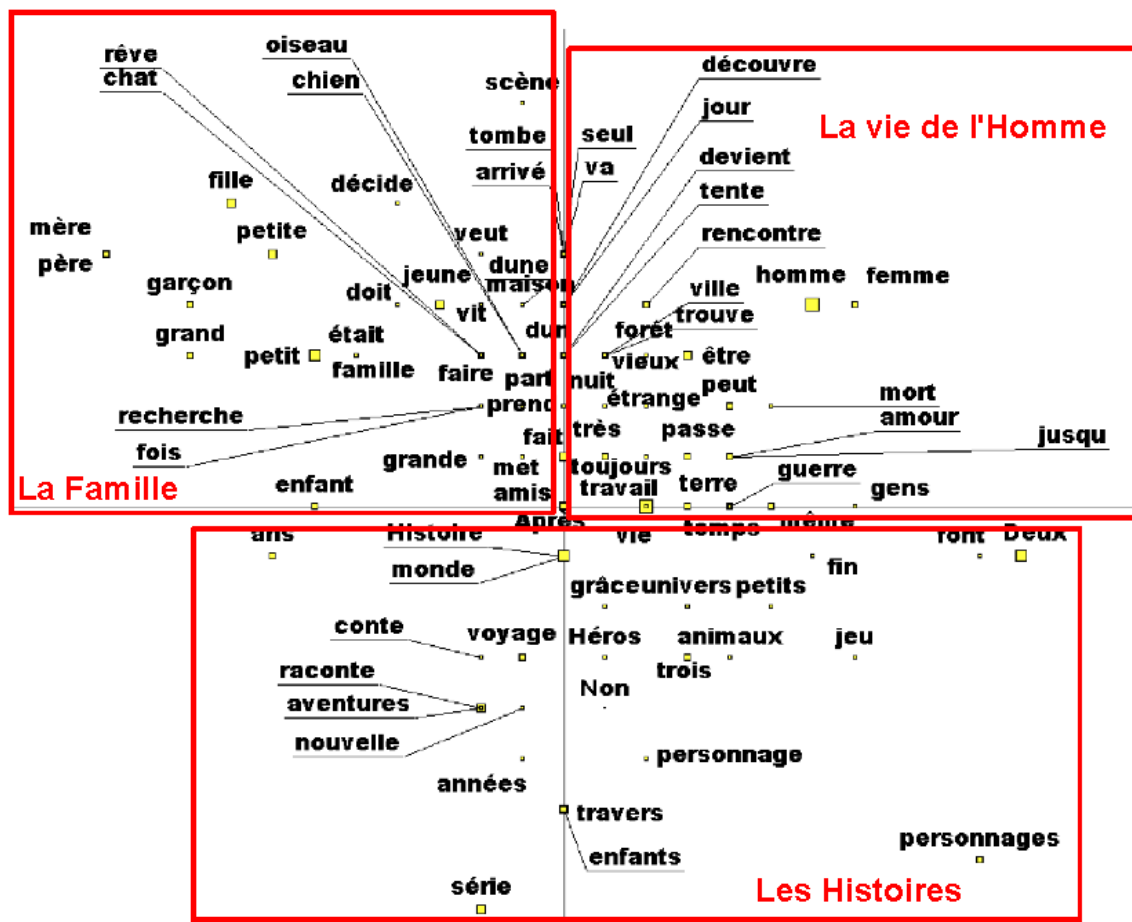 rêve
chat
oiseau
chien
scène
découvre
jour
La vie de l'Homme
tombe
seul
arrivé
va
devient
tente
fille
décide
mère
petite
veut
rencontre
père
dune
maison
jeune
homme
femme
garçon
doit
vit
ville
grand
était
dun
forêt
trouve
petit
famille
faire
part
nuit
vieux
être
recherche
prend
étrange
peut
mort
fois
fait
très
passe
amour
jusqu
grande
met
toujours
guerre
La Famille
enfant
amis
travail
terre
gens
ans
Histoire
Après
vie
temps
même
font
Deux
monde
fin
grâce
univers
petits
conte
voyage
Héros
animaux
jeu
raconte
trois
aventures
Non
nouvelle
personnage
années
travers
enfants
personnages
série
Les Histoires